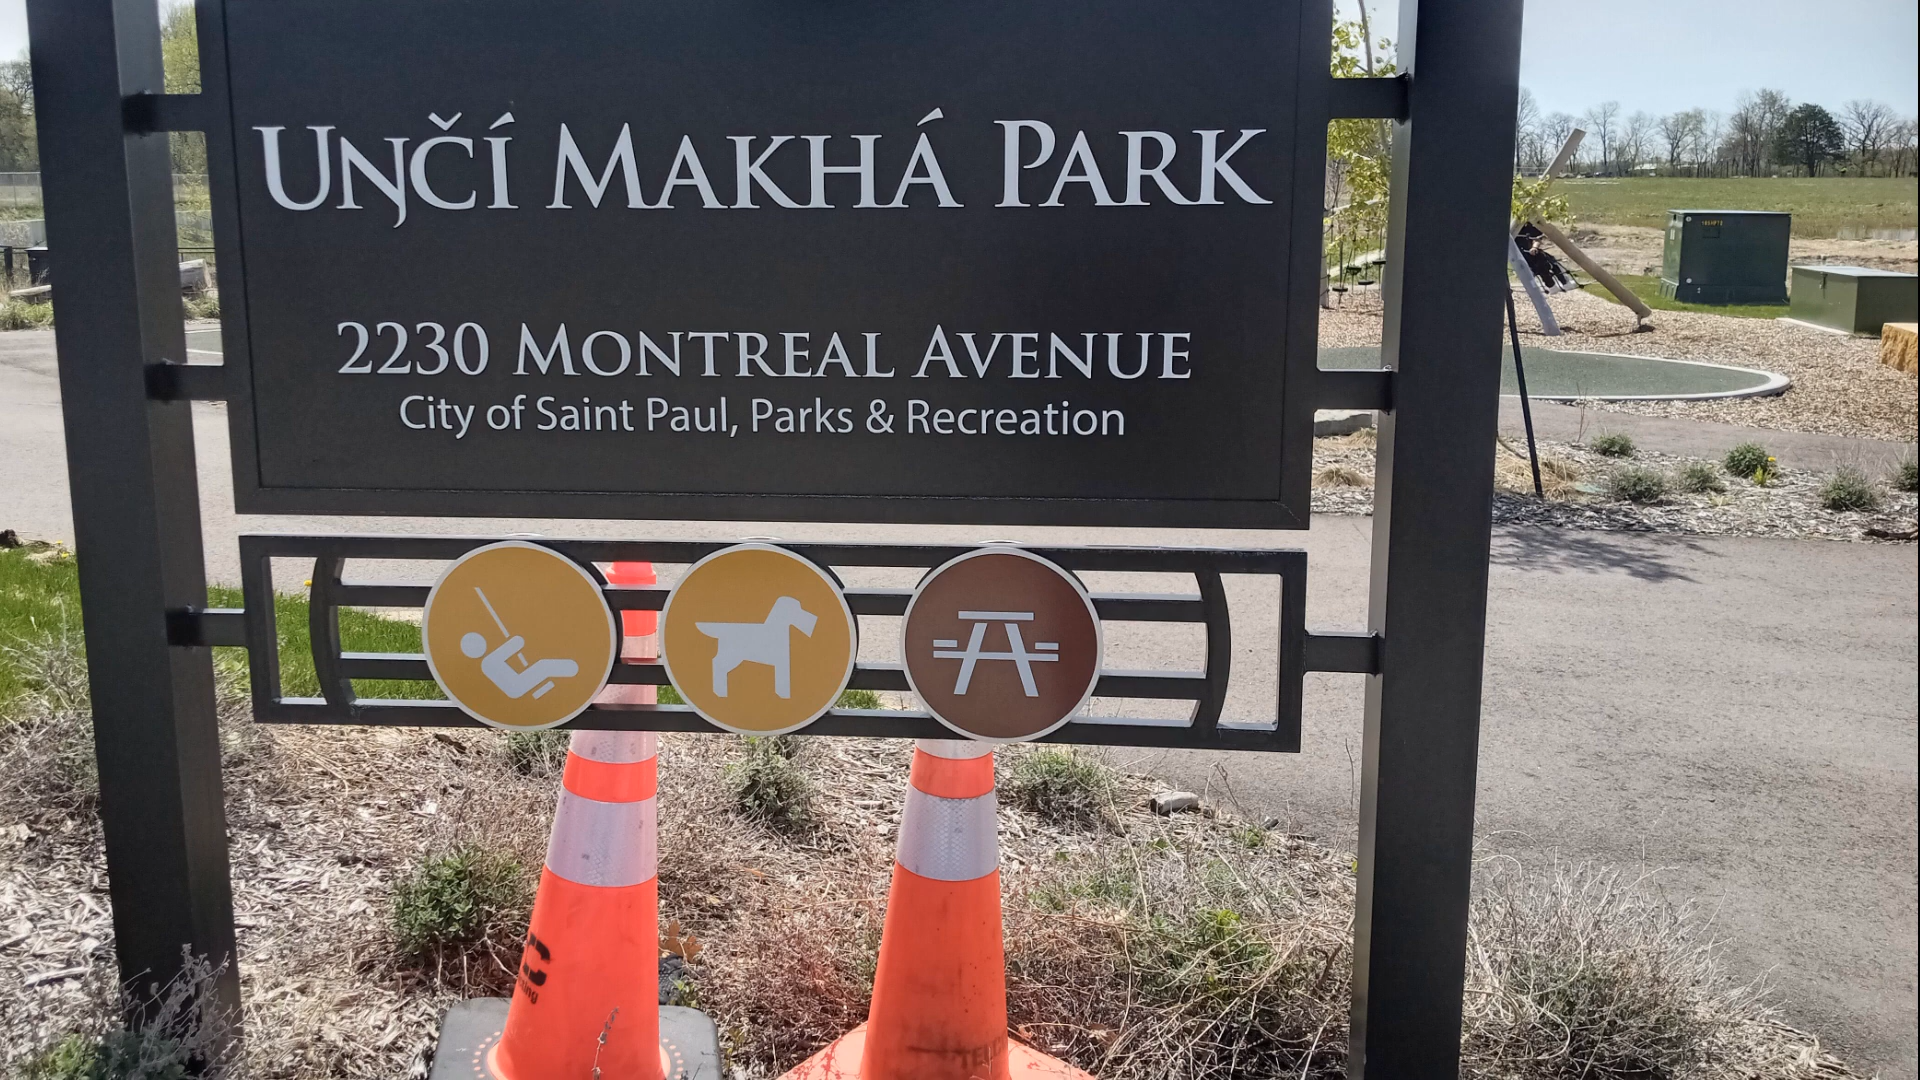 Uŋčí Makhá Park
2230 Montreal Avenue
City of Saint Paul, Parks & Recreation